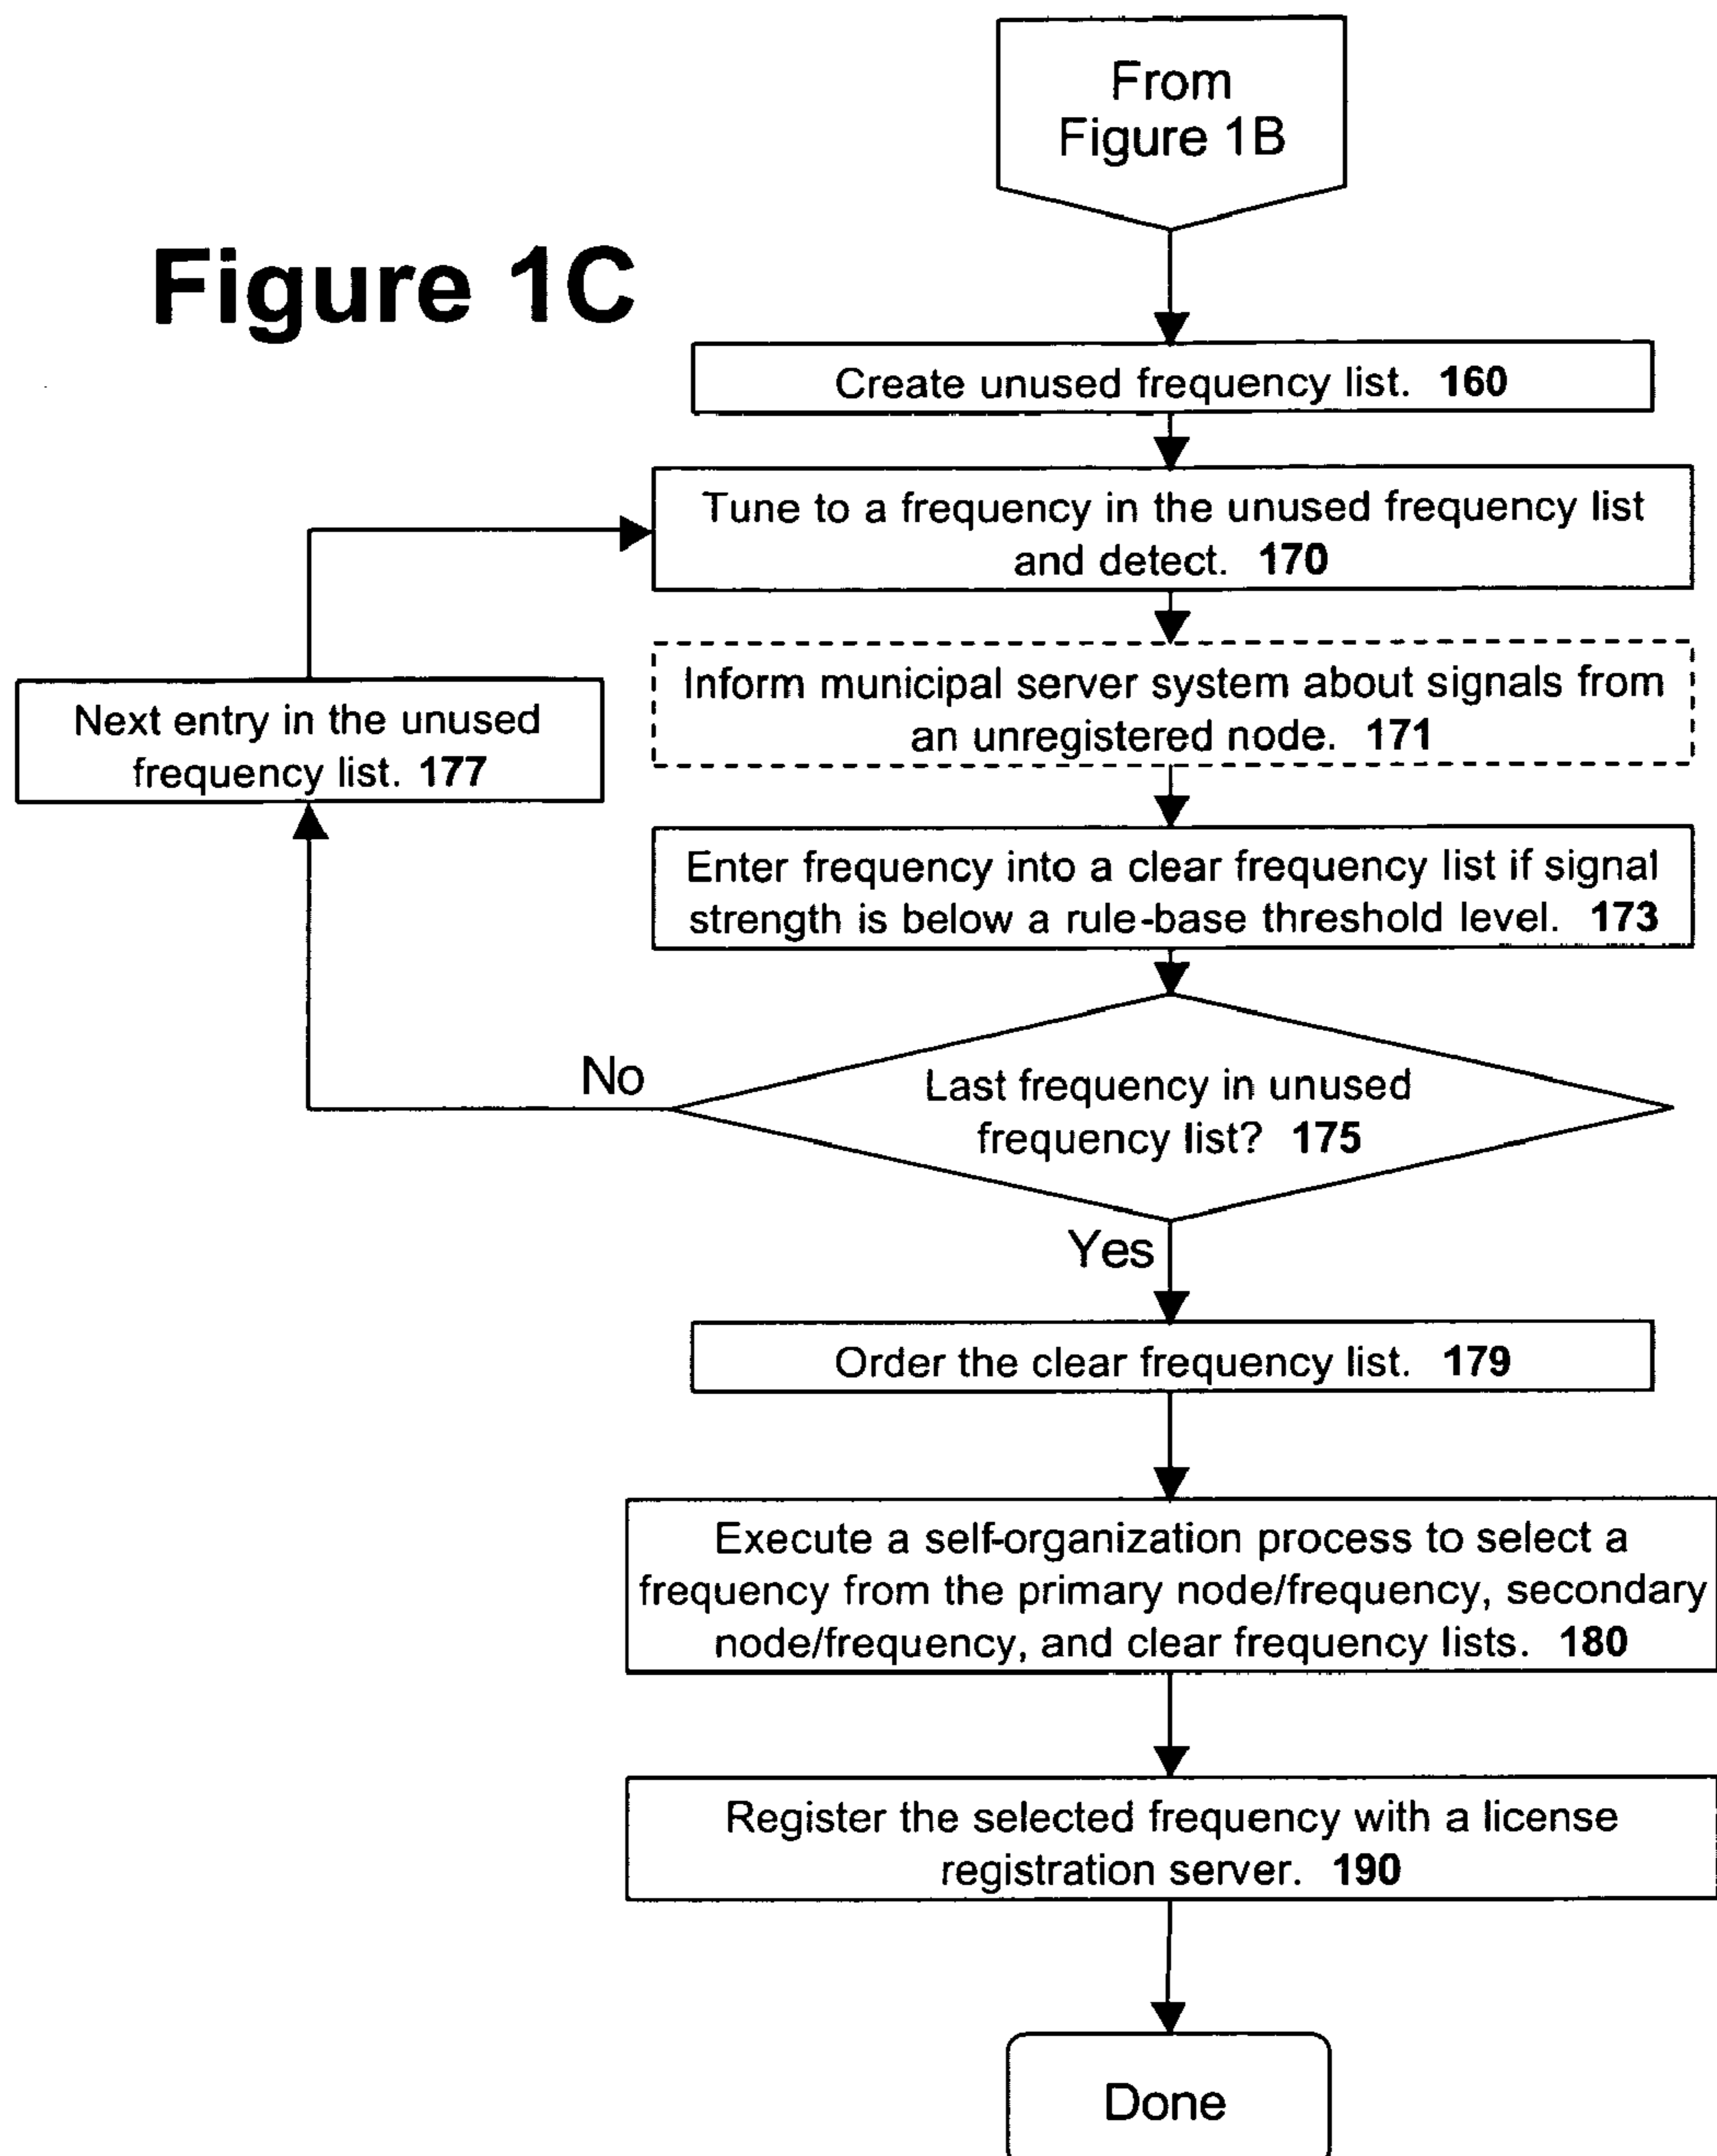 From
Figure 1B
Figure 1C
Create unused frequency list. 160
Tune to a frequency in the unused frequency list
and detect. 170
Inform municipal server system about signals from
an unregistered node. 171
Next entry in the unused
frequency list. 177
Enter frequency into a clear frequency list if signal
strength is below a rule-base threshold level. 173
No
Last frequency in unused
frequency list? 175
Yes
Order the clear frequency list. 179
Execute a self-organization process to select a
frequency from the primary node/frequency, secondary
node/frequency, and clear frequency lists. 180
Register the selected frequency with a license
registration server. 190
Done